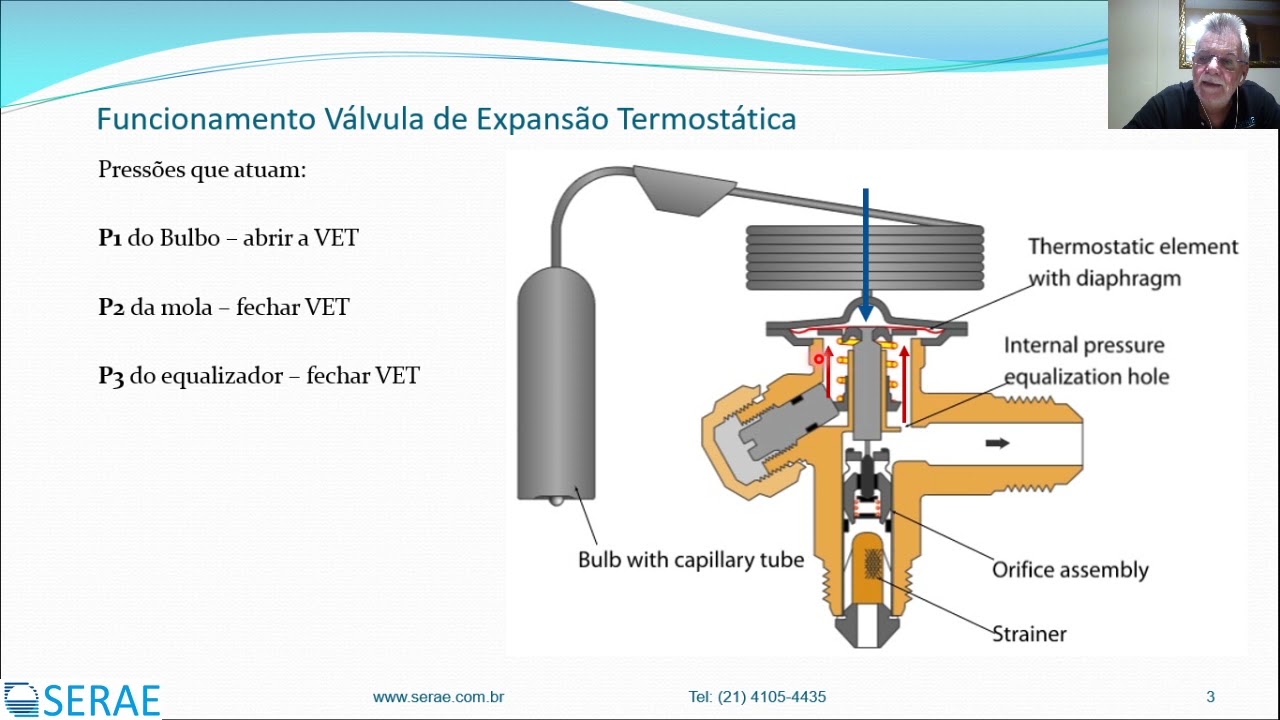 Funcionamento Válvula de Expansão Termostática
Pressões que atuam:
P1 do Bulbo – abrir a VET
P2 da mola – fechar VET
P3 do equalizador – fechar VET
Thermostatic element
with diaphragm
Internal pressure
equalization hole
Bulb with capillary tube
Orifice assembly
Strainer
SERAE
www.serae.com.br
Tel: (21) 4105-4435
3